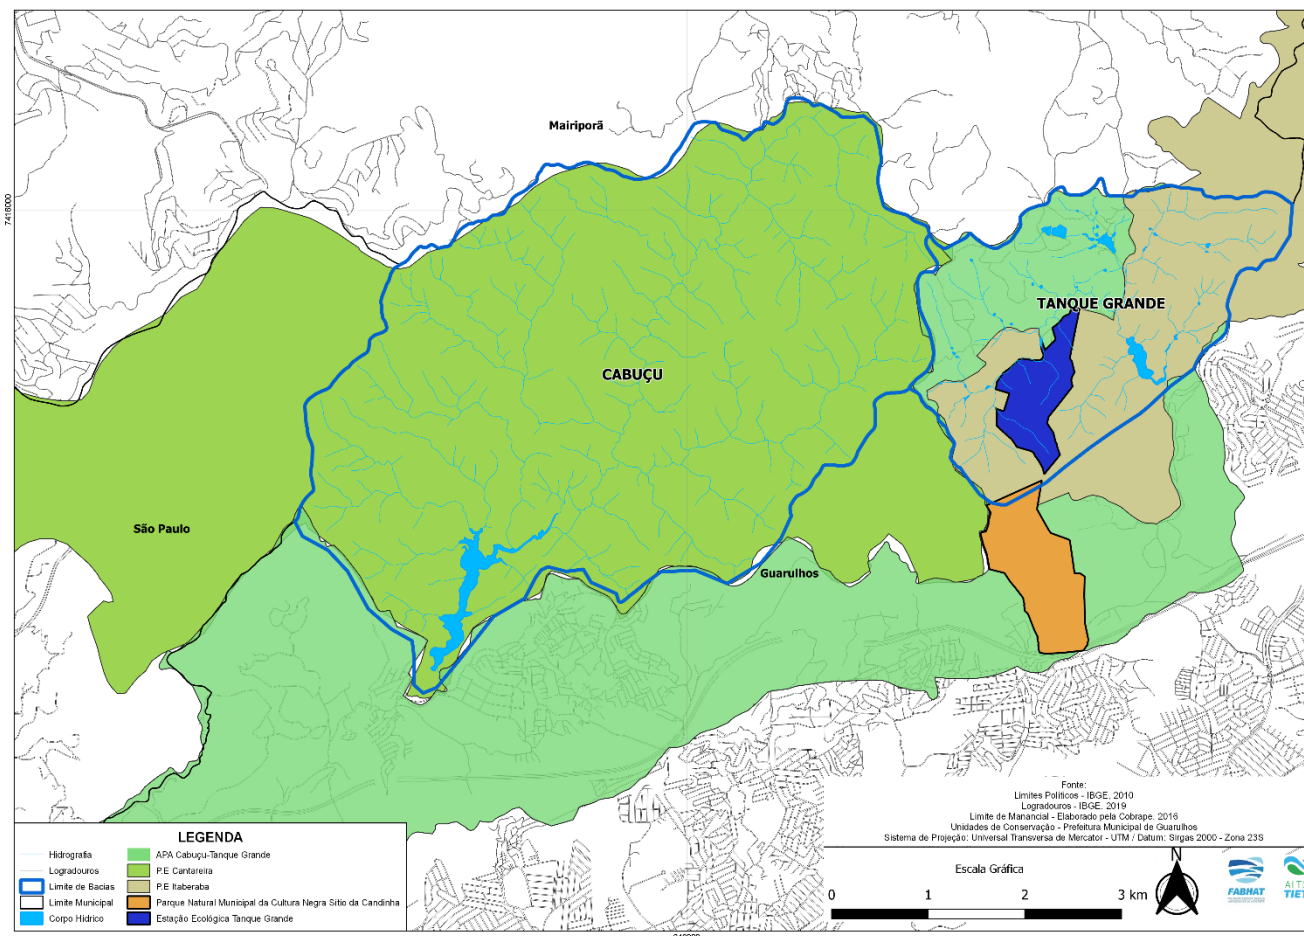 Mairiporã
7416000
TANQUE GRANDE
CABUÇU
São Paulo
Guarulhos
LEGENDA
Hidrografia
Logradouros
Limite de Bacias
Limite Municipal
Corpo Hídrico
APA Cabuçu-Tanque Grande
P.E Cantareira
P.E Itaberaba
Parque Natural Municipal da Cultura Negra Sítio da Candinha
Estação Ecológica Tanque Grande
Fonte:
Limites Políticos - IBGE, 2010
Logradouros - IBGE. 2019
Limite de Manancial - Elaborado pela Cobrape. 2016
Unidades de Conservação - Prefeitura Municipal de Guarulhos
Sistema de Projeção: Universal Transversa de Mercator - UTM / Datum: Sirgas 2000 - Zona 23S
Escala Gráfica
0 1 2 3 km
N
FABHAT
ALT
TIET